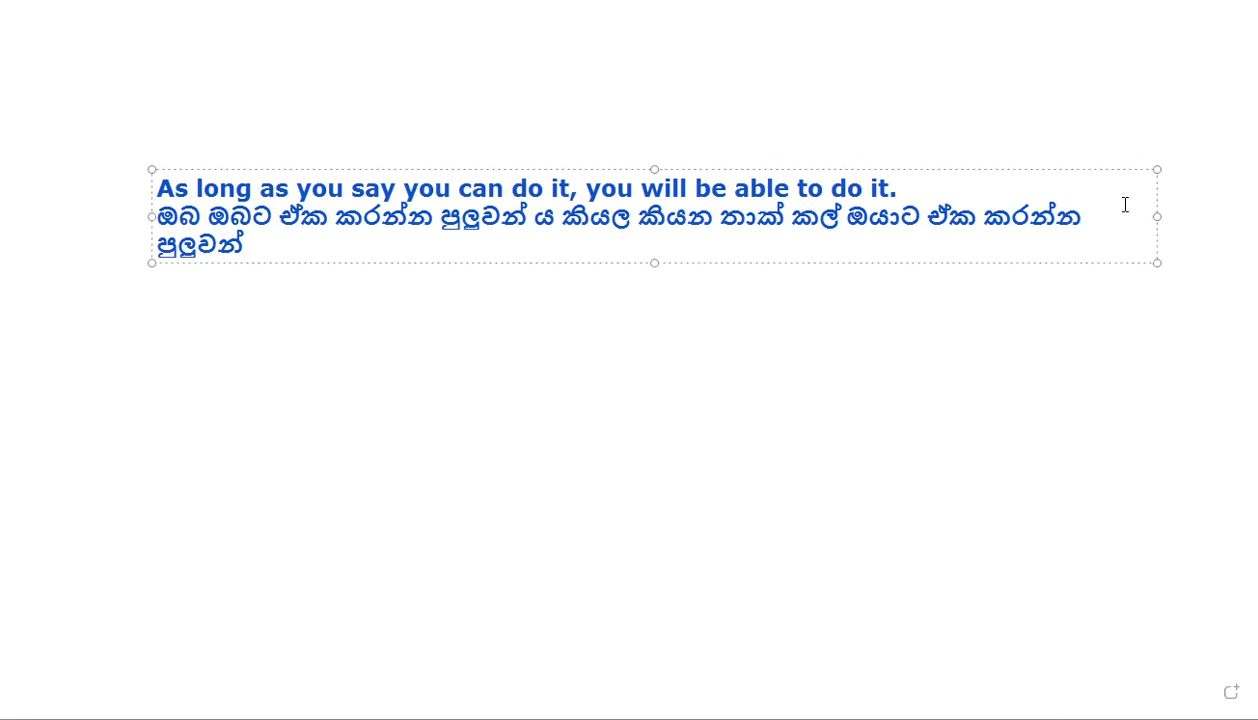 As long as you say you can do it, you will be able to do it.
ඔබ ඔබට ඒක කරන්න පුලුවන් ය කියල කියන තාක් කල් ඔයාට ඒක කරන්න
පුලුවන්